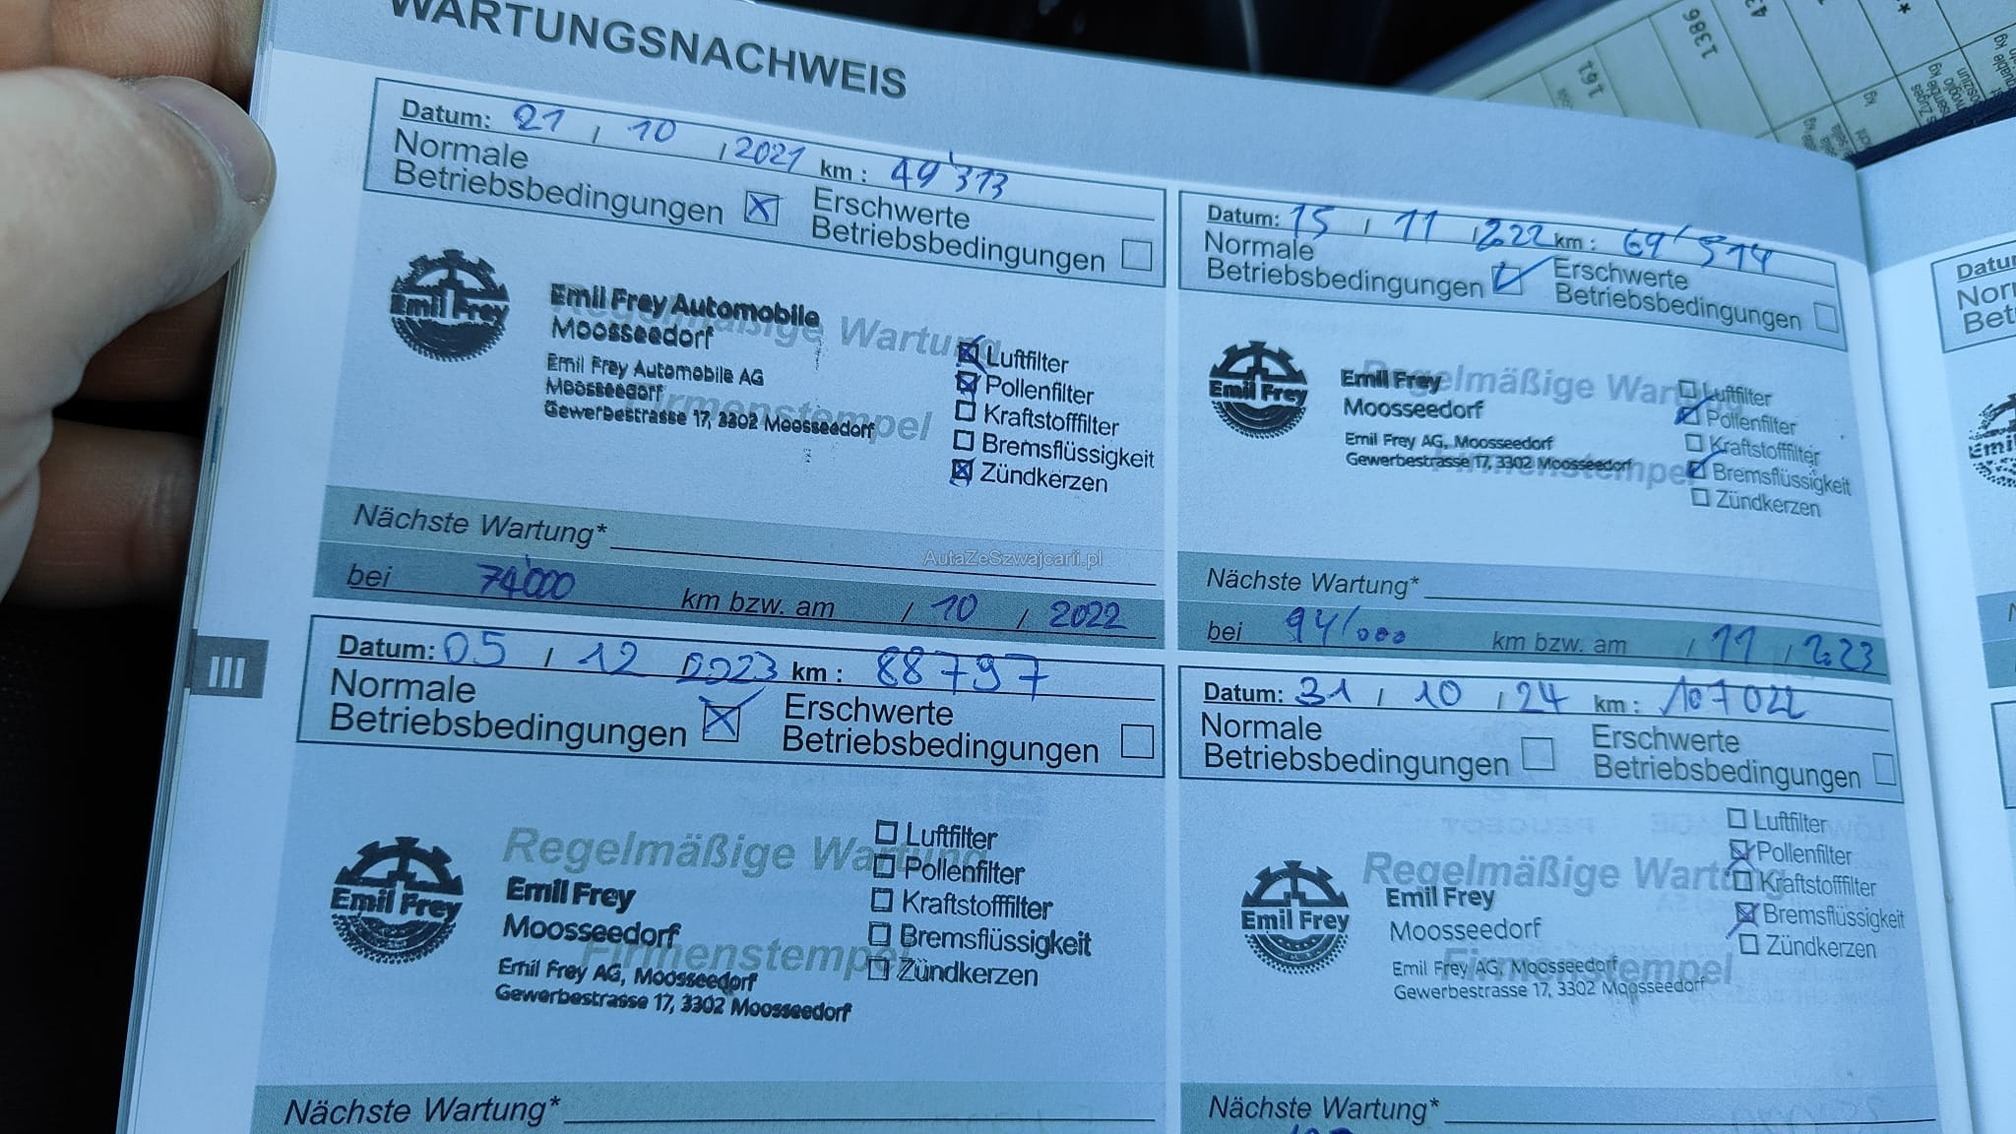 WARTUNGSNACHWEIS
Datum: 21 / 10 / 2021 km : 49'313
Normale
Betriebsbedingungen
Erschwerte
Betriebsbedingungen
Emil Frey
Emil Frey Automobile
Moosseedorf
Emil Frey Automobile AG
Moosseedorf
Gewerbestrasse 17, 3302 Moosseedorf
Regelmäßige Wartung
Firmenstempel
Luftfilter
Pollenfilter
Kraftstofffilter
Bremsflüssigkeit
Zündkerzen
Nächste Wartung*
bei 74'000 km bzw. am / 10 / 2022
Datum: 15 / 11 / 2022 km : 69'514
Normale
Betriebsbedingungen
Erschwerte
Betriebsbedingungen
Emil Frey
Emil Frey
Moosseedorf
Emil Frey AG, Moosseedorf
Gewerbestrasse 17, 3302 Moosseedorf
Regelmäßige Wart
Firmenstempel
Luftfilter
Pollenfilter
Kraftstofffilter
Bremsflüssigkeit
Zündkerzen
Nächste Wartung*
bei 94'000 km bzw. am / 11 / 2023
AutaZeSzwajcarii.pl
III
Datum: 05 / 12 2023 km : 88797
Normale
Betriebsbedingungen
Erschwerte
Betriebsbedingungen
Emil Frey
Emil Frey
Moosseedorf
Emil Frey AG, Moosseedorf
Gewerbestrasse 17, 3302 Moosseedorf
Regelmäßige Wartung
Firmenstempel
Luftfilter
Pollenfilter
Kraftstofffilter
Bremsflüssigkeit
Zündkerzen
Nächste Wartung*
Datum: 31 / 10 / 24 km : 107022
Normale
Betriebsbedingungen
Erschwerte
Betriebsbedingungen
Emil Frey
Emil Frey
Moosseedorf
Emil Frey AG, Moosseedorf
Gewerbestrasse 17, 3302 Moosseedorf
Regelmäßige Wartung
Firmenstempel
Luftfilter
Pollenfilter
Kraftstofffilter
Bremsflüssigkeit
Zündkerzen
Nächste Wartung*
1386
kg